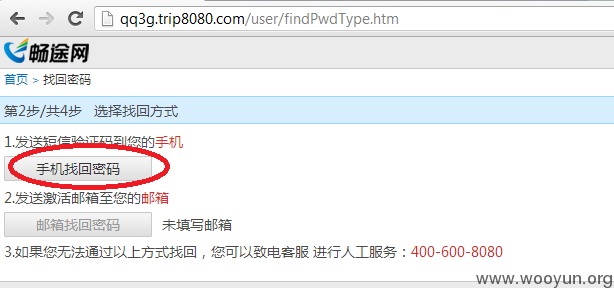 qq3g.trip8080.com/user/findPwdType.htm
畅途网
首页 > 找回密码
第2步/共4步 选择找回方式
1.发送短信验证码到您的手机
手机找回密码
2.发送激活邮箱至您的邮箱
邮箱找回密码 未填写邮箱
3.如果您无法通过以上方式找回，您可以致电客服 进行人工服务：400-600-8080
www.wooyun.org